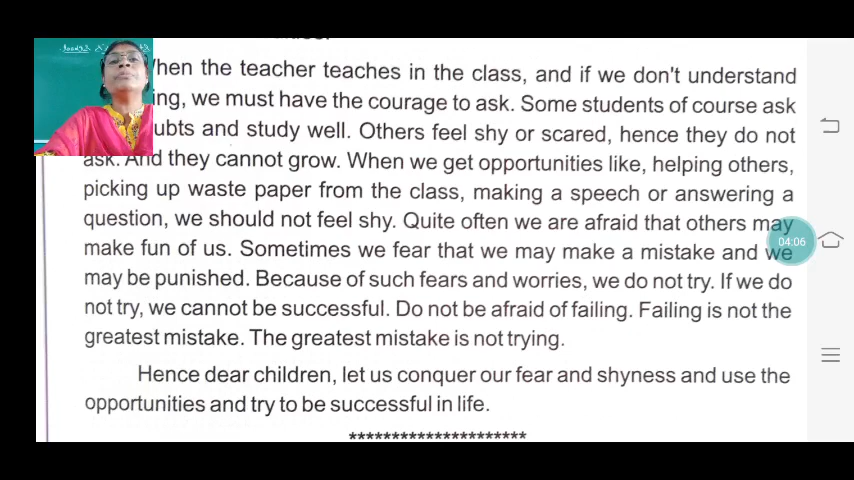 hen the teacher teaches in the class, and if we don't understand
ing, we must have the courage to ask. Some students of course ask
ubts and study well. Others feel shy or scared, hence they do not
ask. And they cannot grow. When we get opportunities like, helping others,
picking up waste paper from the class, making a speech or answering a
question, we should not feel shy. Quite often we are afraid that others may
make fun of us. Sometimes we fear that we may make a mistake and we
04:06
may be punished. Because of such fears and worries, we do not try. If we do
not try, we cannot be successful. Do not be afraid of failing. Failing is not the
greatest mistake. The greatest mistake is not trying.
Hence dear children, let us conquer our fear and shyness and use the
opportunities and try to be successful in life.
*********************